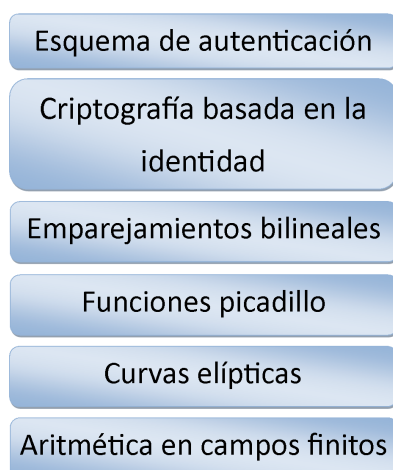 Esquema de autenticación
Criptografía basada en la
identidad
Emparejamientos bilineales
Funciones picadillo
Curvas elípticas
Aritmética en campos finitos